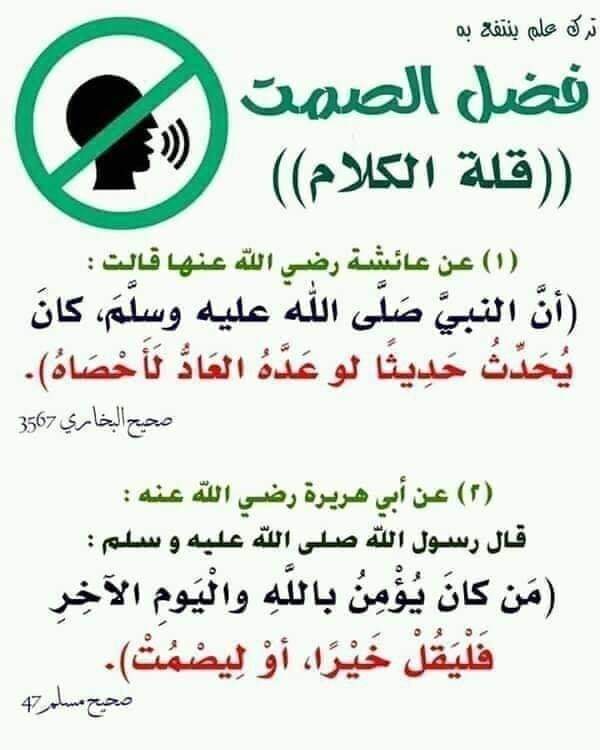 ترك علم ينتفع به
فضل الصمت
((قلة الكلام))
(١) عن عائشة رضي الله عنها قالت :
(أنَّ النبيَّ صَلَّى الله عليه وسلَّمَ، كانَ
يُحَدِّثُ حَدِيثًا لو عَدَّهُ العَادُّ لَأَحْصَاهُ).
صحيح البخاري 3567
(٢) عن أبي هريرة رضي الله عنه :
قال رسول الله صلى الله عليه و سلم :
(مَن كانَ يُؤْمِنُ باللَّهِ والْيَومِ الآخِرِ
فَلْيَقُلْ خَيْرًا، أوْ لِيصْمُتْ).
صحيح مسلم 47